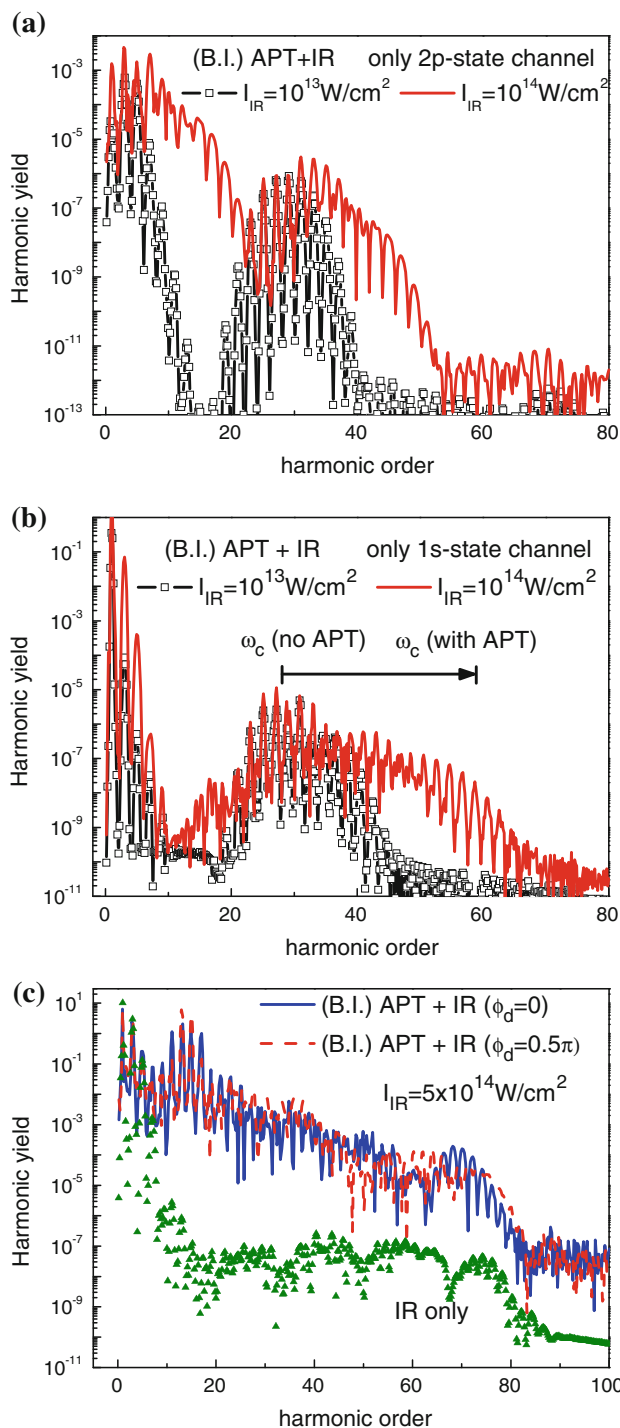 (a)
(B.I.) APT+IR only 2p-state channel
I_IR=10^13W/cm^2 I_IR=10^14W/cm^2
Harmonic yield
10^-3
10^-5
10^-7
10^-9
10^-11
10^-13
0 20 40 60 80
harmonic order
(b)
(B.I.) APT + IR only 1s-state channel
I_IR=10^13W/cm^2 I_IR=10^14W/cm^2
ω_c (no APT) ω_c (with APT)
Harmonic yield
10^-1
10^-3
10^-5
10^-7
10^-9
10^-11
0 20 40 60 80
harmonic order
(c)
(B.I.) APT + IR (ϕ_d=0)
(B.I.) APT + IR (ϕ_d=0.5π)
I_IR=5x10^14W/cm^2
IR only
Harmonic yield
10^1
10^-1
10^-3
10^-5
10^-7
10^-9
10^-11
0 20 40 60 80 100
harmonic order